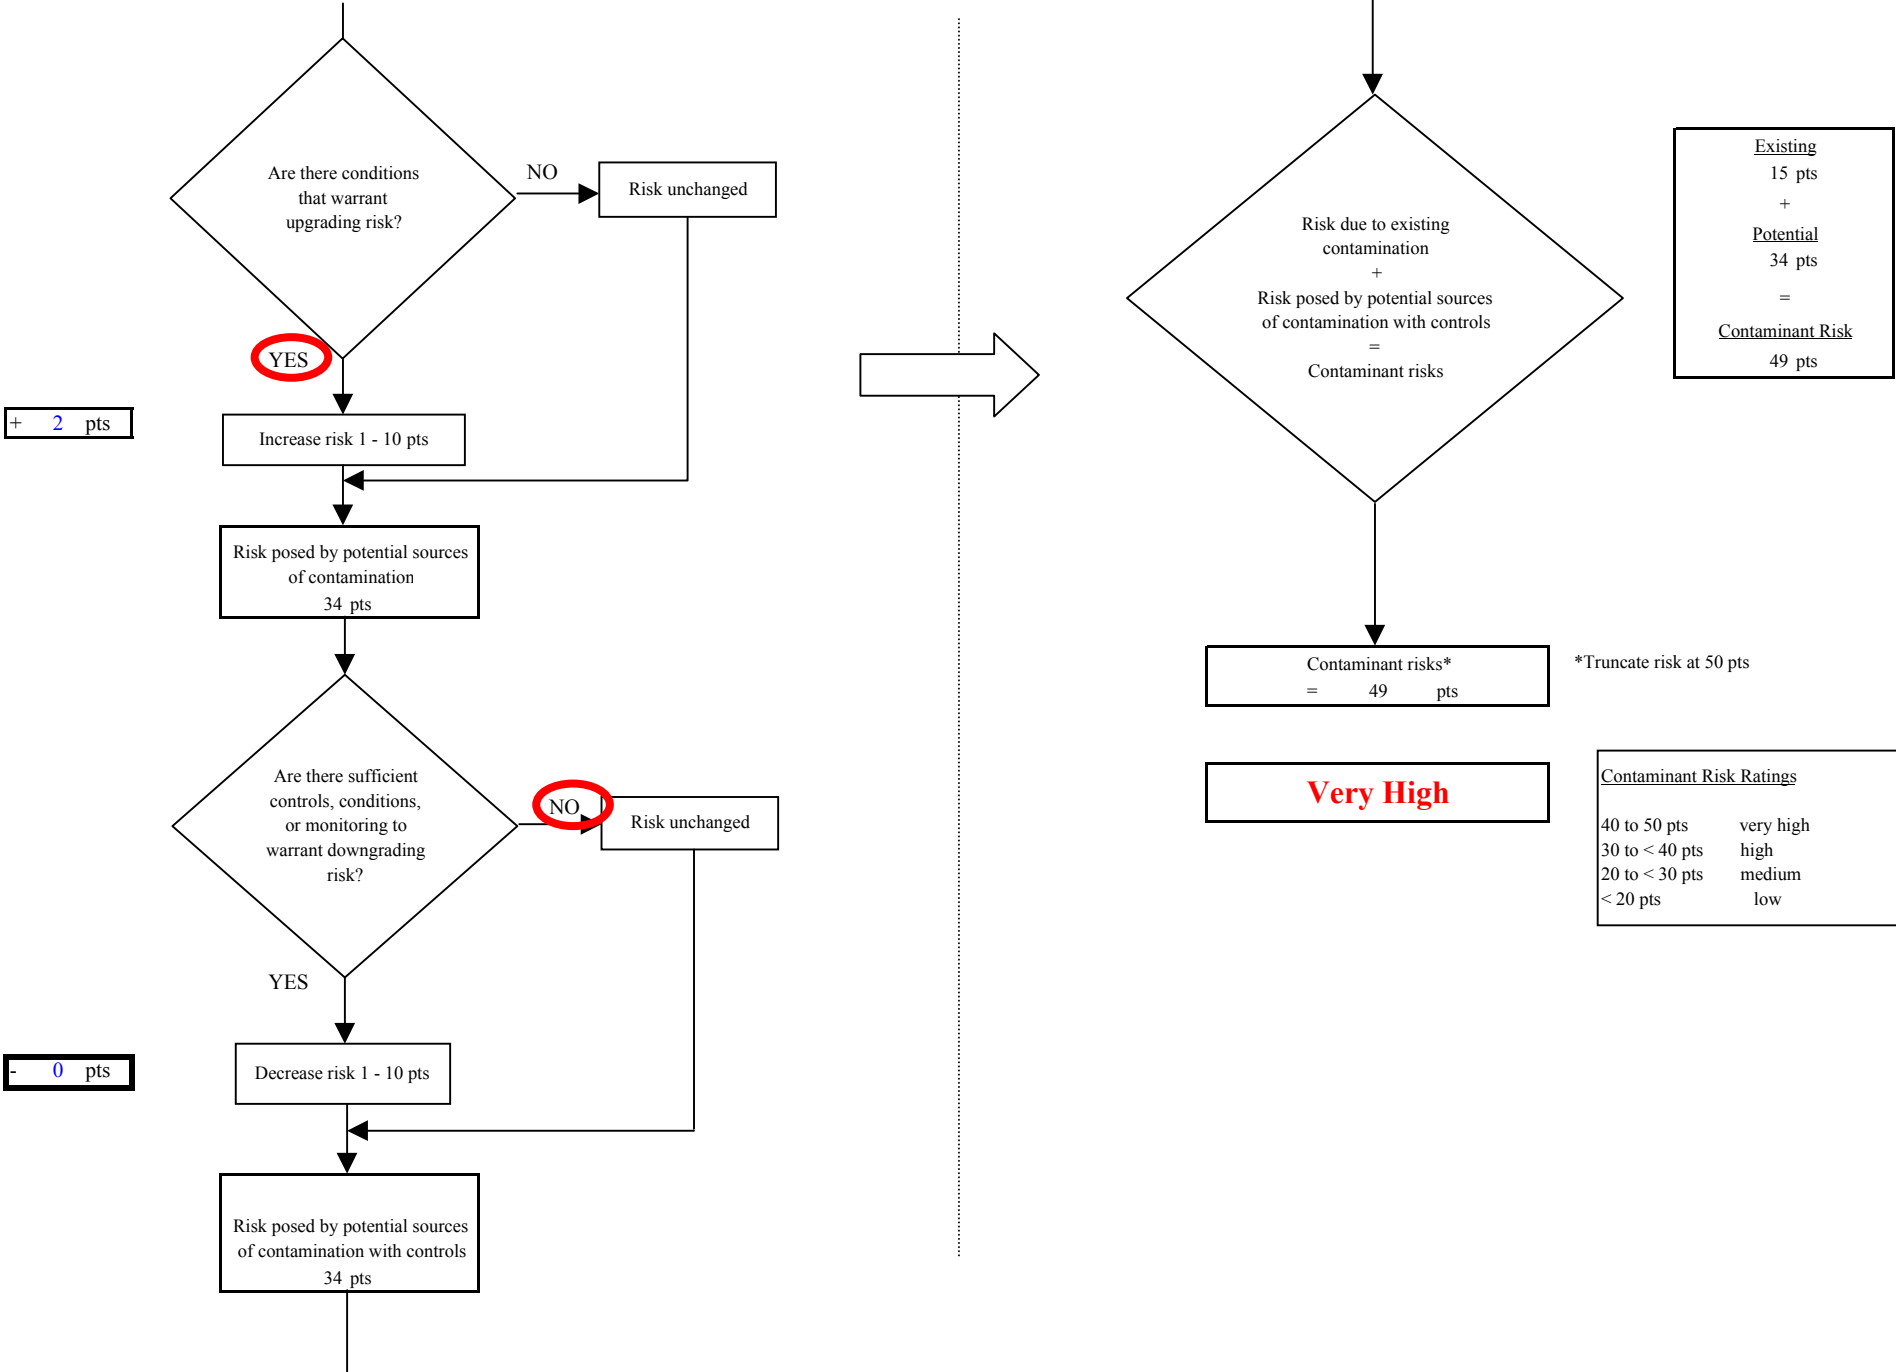 Are there conditions
that warrant
upgrading risk?
NO
Risk unchanged
YES
+ 2 pts
Increase risk 1 - 10 pts
Risk posed by potential sources
of contamination
34 pts
Are there sufficient
controls, conditions,
or monitoring to
warrant downgrading
risk?
NO
Risk unchanged
YES
- 0 pts
Decrease risk 1 - 10 pts
Risk posed by potential sources
of contamination with controls
34 pts
Risk due to existing
contamination
+
Risk posed by potential sources
of contamination with controls
=
Contaminant risks
Existing
15 pts
+
Potential
34 pts
=
Contaminant Risk
49 pts
Contaminant risks*
= 49 pts
*Truncate risk at 50 pts
Very High
Contaminant Risk Ratings
40 to 50 pts very high
30 to < 40 pts high
20 to < 30 pts medium
< 20 pts low